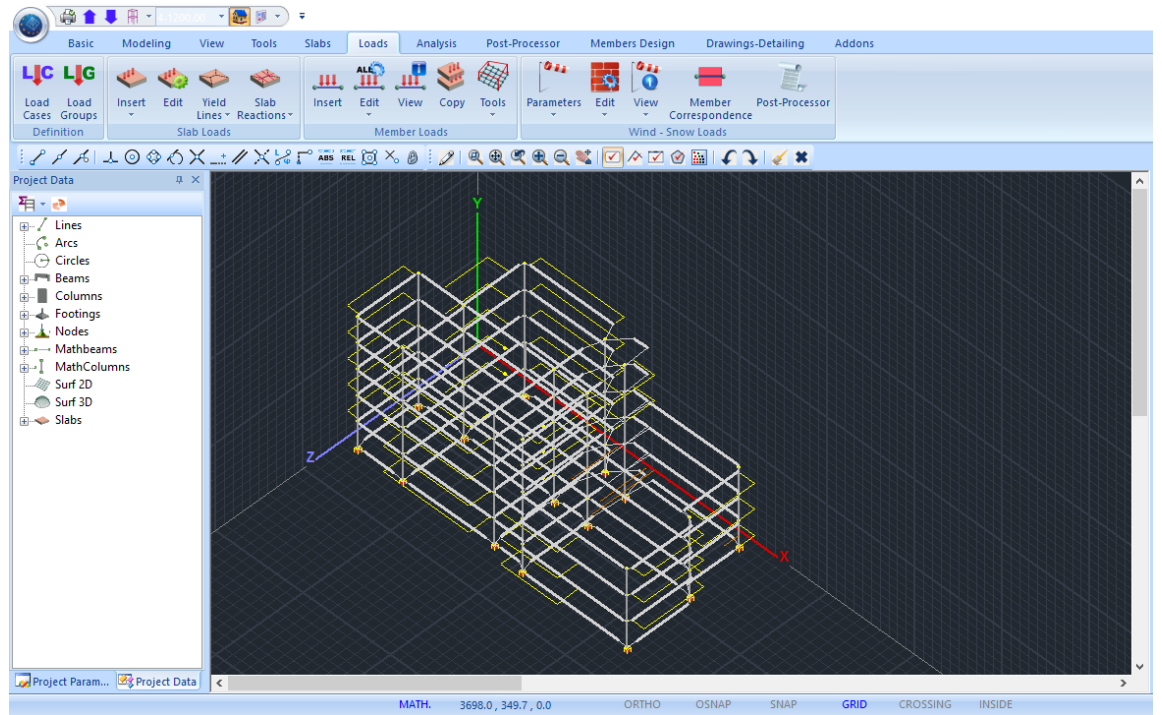 Basic Modeling View Tools Slabs Loads Analysis Post-Processor Members Design Drawings-Detailing Addons
LC LG ALL
Load Load Insert Edit Yield Slab Insert Edit View Copy Tools Parameters Edit View Member Post-Processor
Cases Groups Lines Reactions Correspondence
Definition Slab Loads Member Loads Wind - Snow Loads
ABS REL
Project Data
Lines
Arcs
Circles
Beams
Columns
Footings
Nodes
Mathbeams
MathColumns
Surf 2D
Surf 3D
Slabs
Y
Z
X
Project Param... Project Data
MATH. 3698.0 , 349.7 , 0.0 ORTHO OSNAP SNAP GRID CROSSING INSIDE